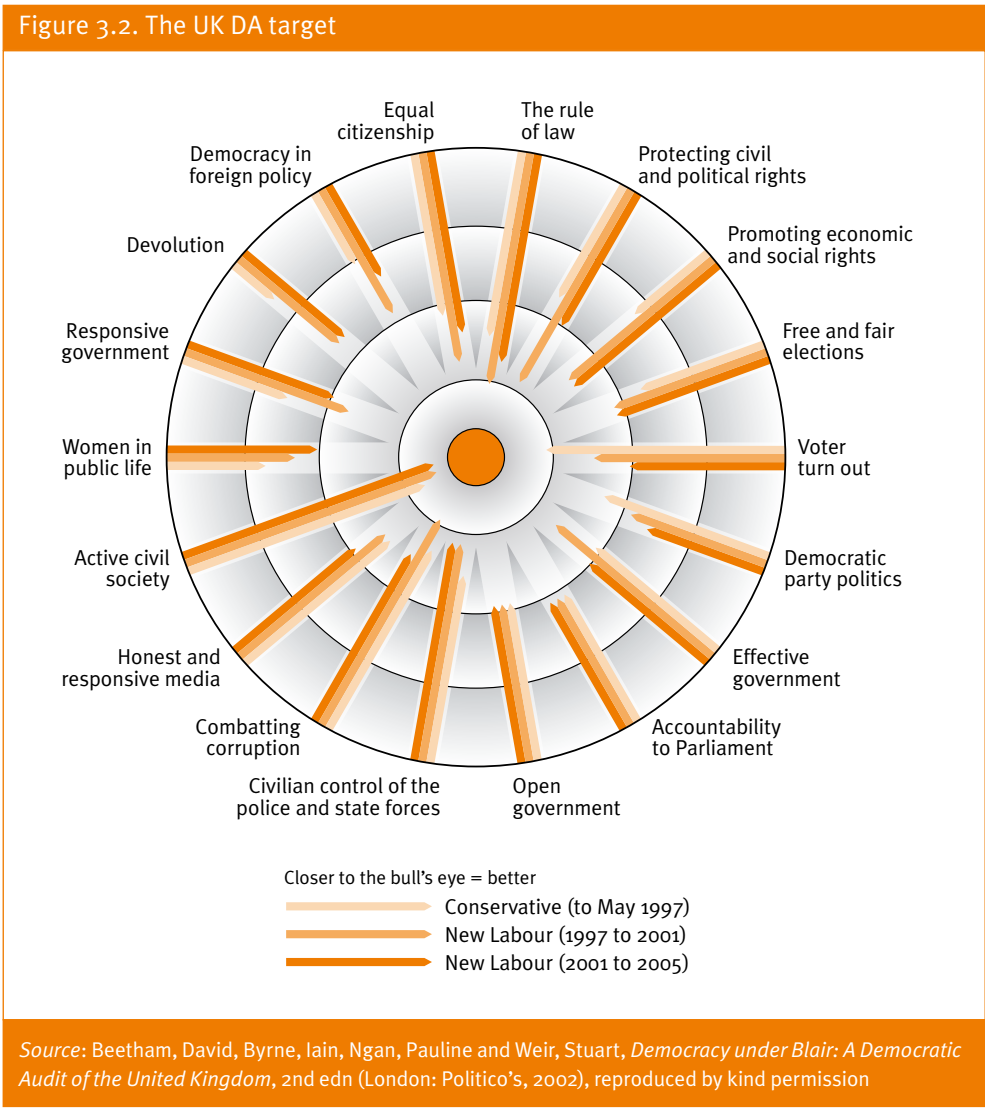 Figure 3.2. The UK DA target
Equal
citizenship
The rule
of law
Democracy in
foreign policy
Protecting civil
and political rights
Devolution
Promoting economic
and social rights
Responsive
government
Free and fair
elections
Women in
public life
Voter
turn out
Active civil
society
Democratic
party politics
Honest and
responsive media
Effective
government
Combatting
corruption
Accountability
to Parliament
Civilian control of the
police and state forces
Open
government
Closer to the bull's eye = better
Conservative (to May 1997)
New Labour (1997 to 2001)
New Labour (2001 to 2005)
Source: Beetham, David, Byrne, Iain, Ngan, Pauline and Weir, Stuart, Democracy under Blair: A Democratic
Audit of the United Kingdom, 2nd edn (London: Politico's, 2002), reproduced by kind permission